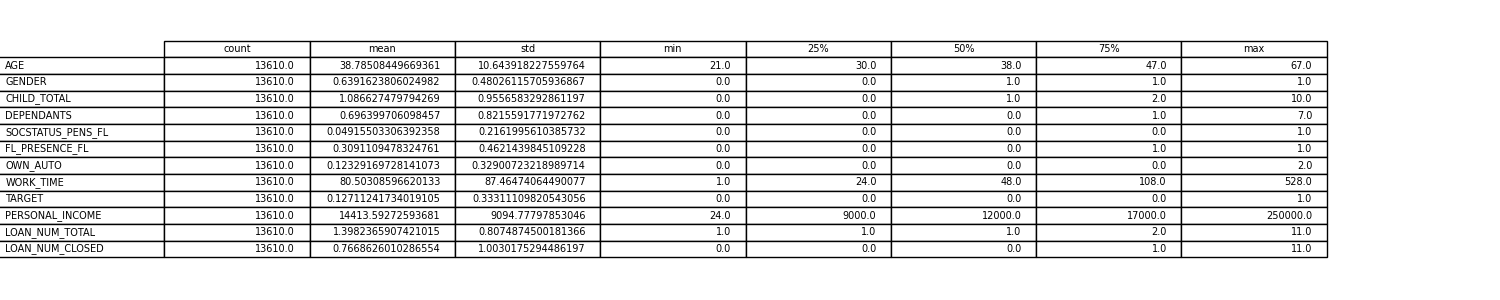 count mean std min 25% 50% 75% max
AGE 13610.0 38.78508449669361 10.643918227559764 21.0 30.0 38.0 47.0 67.0
GENDER 13610.0 0.6391623806024982 0.48026115705936867 0.0 0.0 1.0 1.0 1.0
CHILD_TOTAL 13610.0 1.086627479794269 0.9556583292861197 0.0 0.0 1.0 2.0 10.0
DEPENDANTS 13610.0 0.696399706098457 0.8215591771972762 0.0 0.0 0.0 1.0 7.0
SOCSTATUS_PENS_FL 13610.0 0.04915503306392358 0.2161995610385732 0.0 0.0 0.0 0.0 1.0
FL_PRESENCE_FL 13610.0 0.3091109478324761 0.4621439845109228 0.0 0.0 0.0 1.0 1.0
OWN_AUTO 13610.0 0.12329169728141073 0.32900723218989714 0.0 0.0 0.0 0.0 2.0
WORK_TIME 13610.0 80.50308596620133 87.46474064490077 1.0 24.0 48.0 108.0 528.0
TARGET 13610.0 0.12711241734019105 0.33311109820543056 0.0 0.0 0.0 0.0 1.0
PERSONAL_INCOME 13610.0 14413.59272593681 9094.77797853046 24.0 9000.0 12000.0 17000.0 250000.0
LOAN_NUM_TOTAL 13610.0 1.3982365907421015 0.8074874500181366 1.0 1.0 1.0 2.0 11.0
LOAN_NUM_CLOSED 13610.0 0.7668626010286554 1.0030175294486197 0.0 0.0 0.0 1.0 11.0